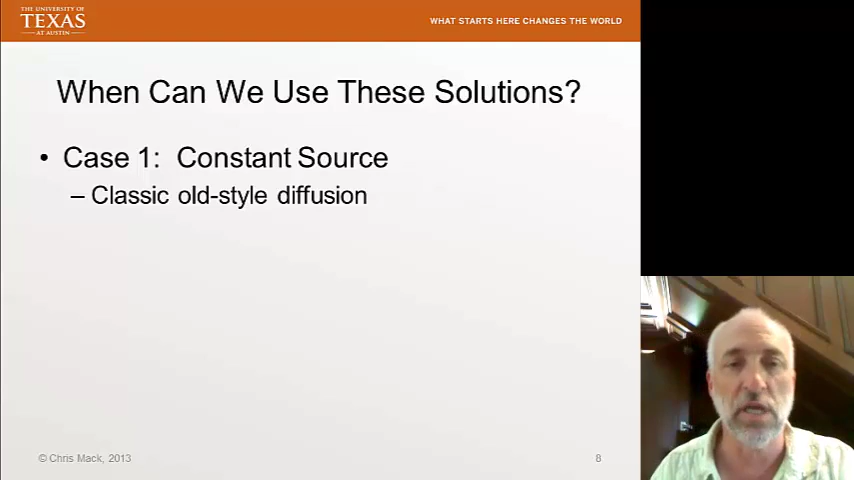 THE UNIVERSITY OF
TEXAS
AT AUSTIN
WHAT STARTS HERE CHANGES THE WORLD
When Can We Use These Solutions?
• Case 1: Constant Source
– Classic old-style diffusion
© Chris Mack, 2013
8